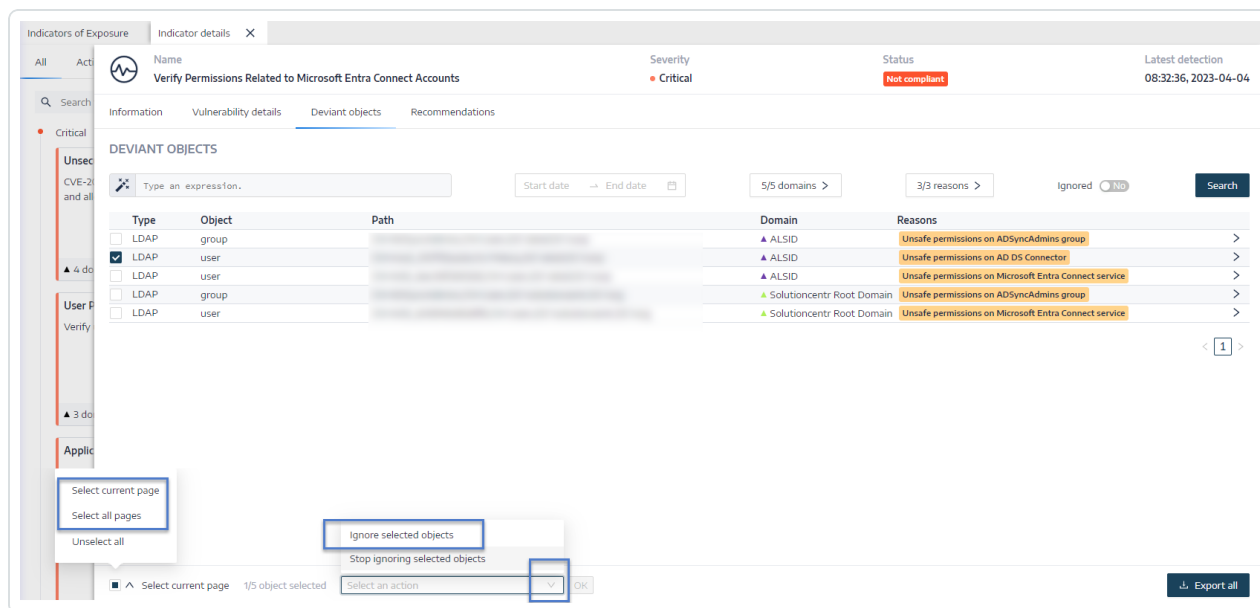 Indicators of Exposure
Indicator details
All
Acti
Search
Critical
Unsec
CVE-20
and all
4 do
User P
Verify
3 do
Applic
Name
Verify Permissions Related to Microsoft Entra Connect Accounts
Severity
Critical
Status
Not compliant
Latest detection
08:32:36, 2023-04-04
Information Vulnerability details Deviant objects Recommendations
DEVIANT OBJECTS
Type an expression.
Start date → End date
5/5 domains >
3/3 reasons >
Ignored No
Search
Type Object Path Domain Reasons
LDAP group ALSID Unsafe permissions on ADSyncAdmins group
LDAP user ALSID Unsafe permissions on AD DS Connector
LDAP user ALSID Unsafe permissions on Microsoft Entra Connect service
LDAP group Solutioncentr Root Domain Unsafe permissions on ADSyncAdmins group
LDAP user Solutioncentr Root Domain Unsafe permissions on Microsoft Entra Connect service
< 1 >
Select current page
Select all pages
Unselect all
Ignore selected objects
Stop ignoring selected objects
Select current page 1/5 object selected Select an action OK
Export all